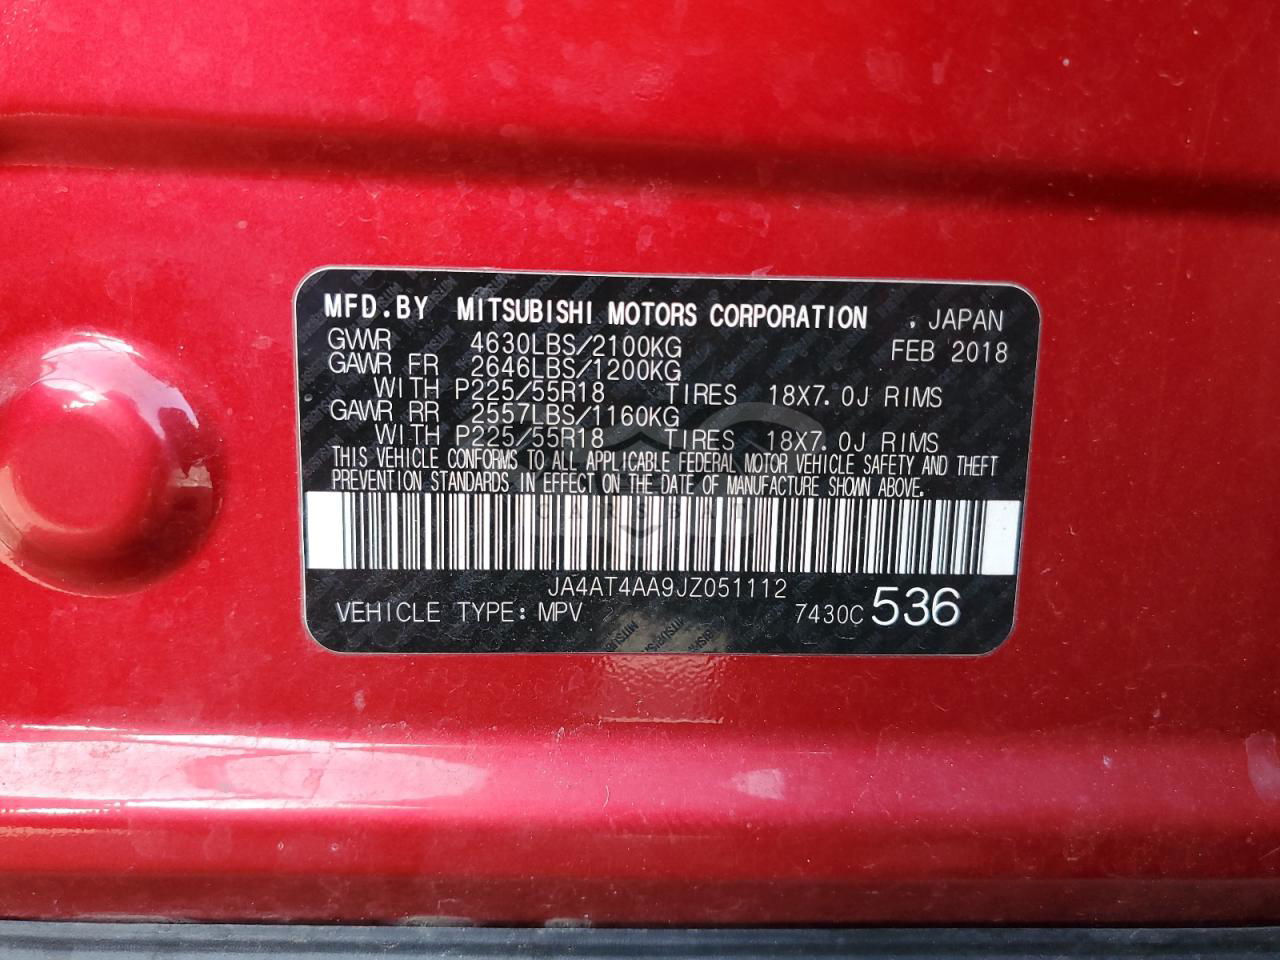 MFD.BY MITSUBISHI MOTORS CORPORATION . JAPAN
GWWR 4630LBS/2100KG FEB 2018
GAWR FR 2646LBS/1200KG
WITH P225/55R18 TIRES 18X7.0J RIMS
GAWR RR 2557LBS/1160KG
WITH P225/55R18 TIRES 18X7.0J RIMS
THIS VEHICLE CONFORMS TO ALL APPLICABLE FEDERAL MOTOR VEHICLE SAFETY AND THEFT
PREVENTION STANDARDS IN EFFECT ON THE DATE OF MANUFACTURE SHOWN ABOVE.
JA4AT4AA9JZ051112
VEHICLE TYPE: MPV 7430C 536